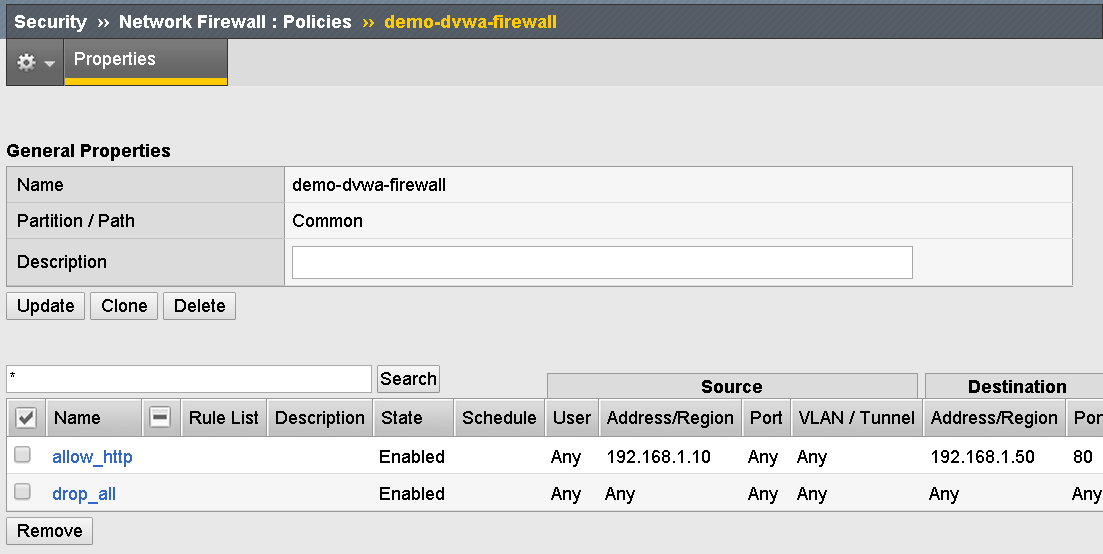 Security ›› Network Firewall : Policies ›› demo-dvwa-firewall
Properties
General Properties
Name demo-dvwa-firewall
Partition / Path Common
Description
Update Clone Delete
* Search Source Destination
Name Rule List Description State Schedule User Address/Region Port VLAN / Tunnel Address/Region Por
allow_http Enabled Any 192.168.1.10 Any Any 192.168.1.50 80
drop_all Enabled Any Any Any Any Any Any
Remove